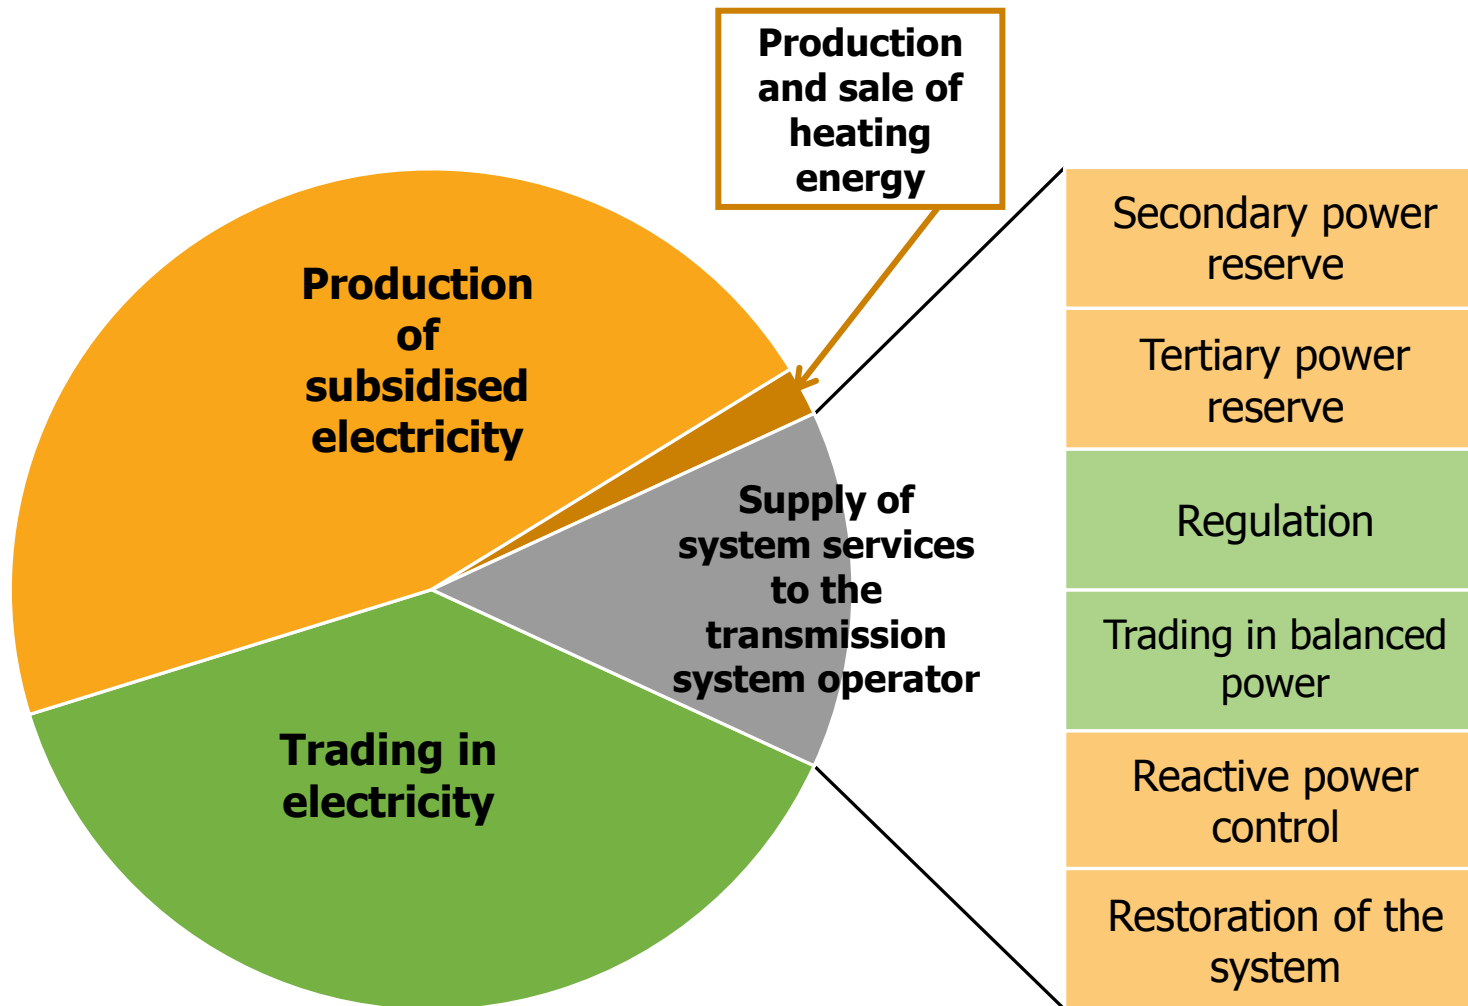 Production
and sale of
heating
energy
Production
of
subsidised
electricity
Supply of
system services
to the
transmission
system operator
Trading in
electricity
Secondary power
reserve
Tertiary power
reserve
Regulation
Trading in balanced
power
Reactive power
control
Restoration of the
system